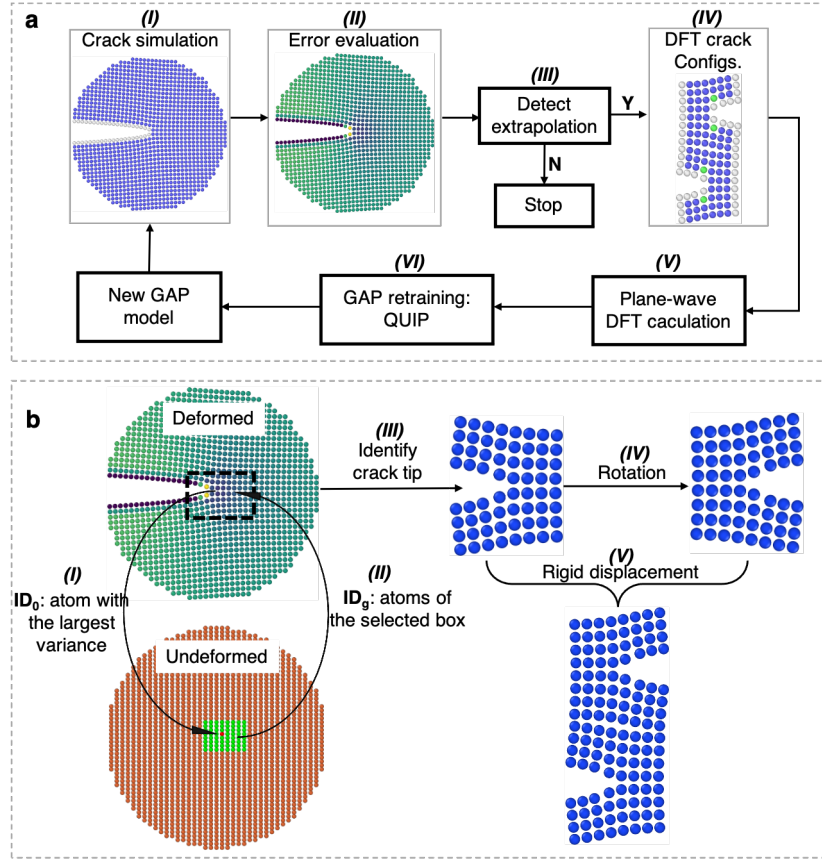 a
(I)
Crack simulation
(II)
Error evaluation
(III)
Detect
extrapolation
Y
N
Stop
(IV)
DFT crack
Configs.
(V)
Plane-wave
DFT caculation
(VI)
GAP retraining:
QUIP
New GAP
model
b
Deformed
(III)
Identify
crack tip
(IV)
Rotation
(V)
Rigid displacement
(I)
ID₀: atom with
the largest
variance
(II)
ID_g: atoms of
the selected box
Undeformed